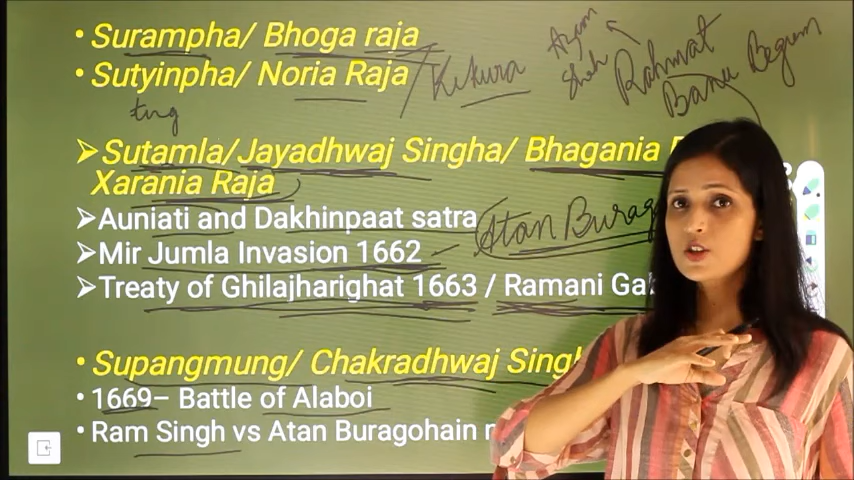 • Surampha/ Bhoga raja
• Sutyinpha/ Noria Raja
Kekura
Azam
Shah
Rahmat
Banu Begum
tug
➤ Sutamla/Jayadhwaj Singha/ Bhagania
Xarania Raja
➤ Auniati and Dakhinpaat satra
Atan Burag
➤ Mir Jumla Invasion 1662
➤ Treaty of Ghilajharighat 1663 / Ramani Ga
Supangmung/ Chakradhwaj Singh
• 1669– Battle of Alaboi
• Ram Singh vs Atan Buragohain